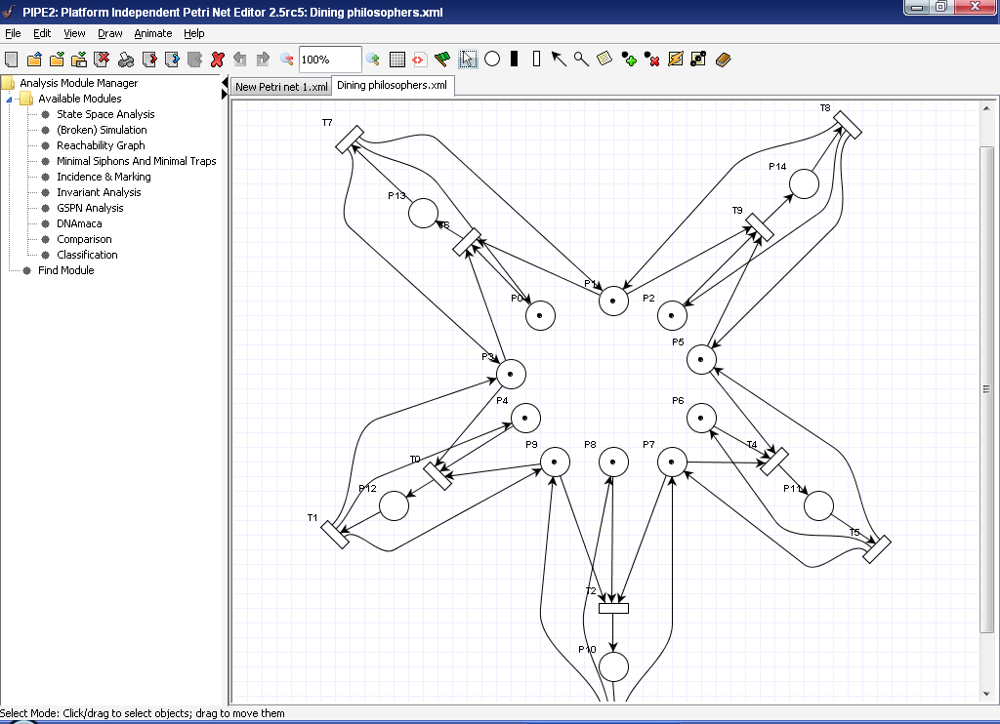 PIPE2: Platform Independent Petri Net Editor 2.5rc5: Dining philosophers.xml
File Edit View Draw Animate Help
100%
Analysis Module Manager
Available Modules
State Space Analysis
(Broken) Simulation
Reachability Graph
Minimal Siphons And Minimal Traps
Incidence & Marking
Invariant Analysis
GSPN Analysis
DNAmaca
Comparison
Classification
Find Module
New Petri net 1.xml Dining philosophers.xml
T7
T8
P14
P13
T9
T6
P0
P1
P2
P5
P3
P4
P6
P9
P8
P7
T4
T0
P12
P11
T1
T5
T2
P10
Select Mode: Click/drag to select objects; drag to move them